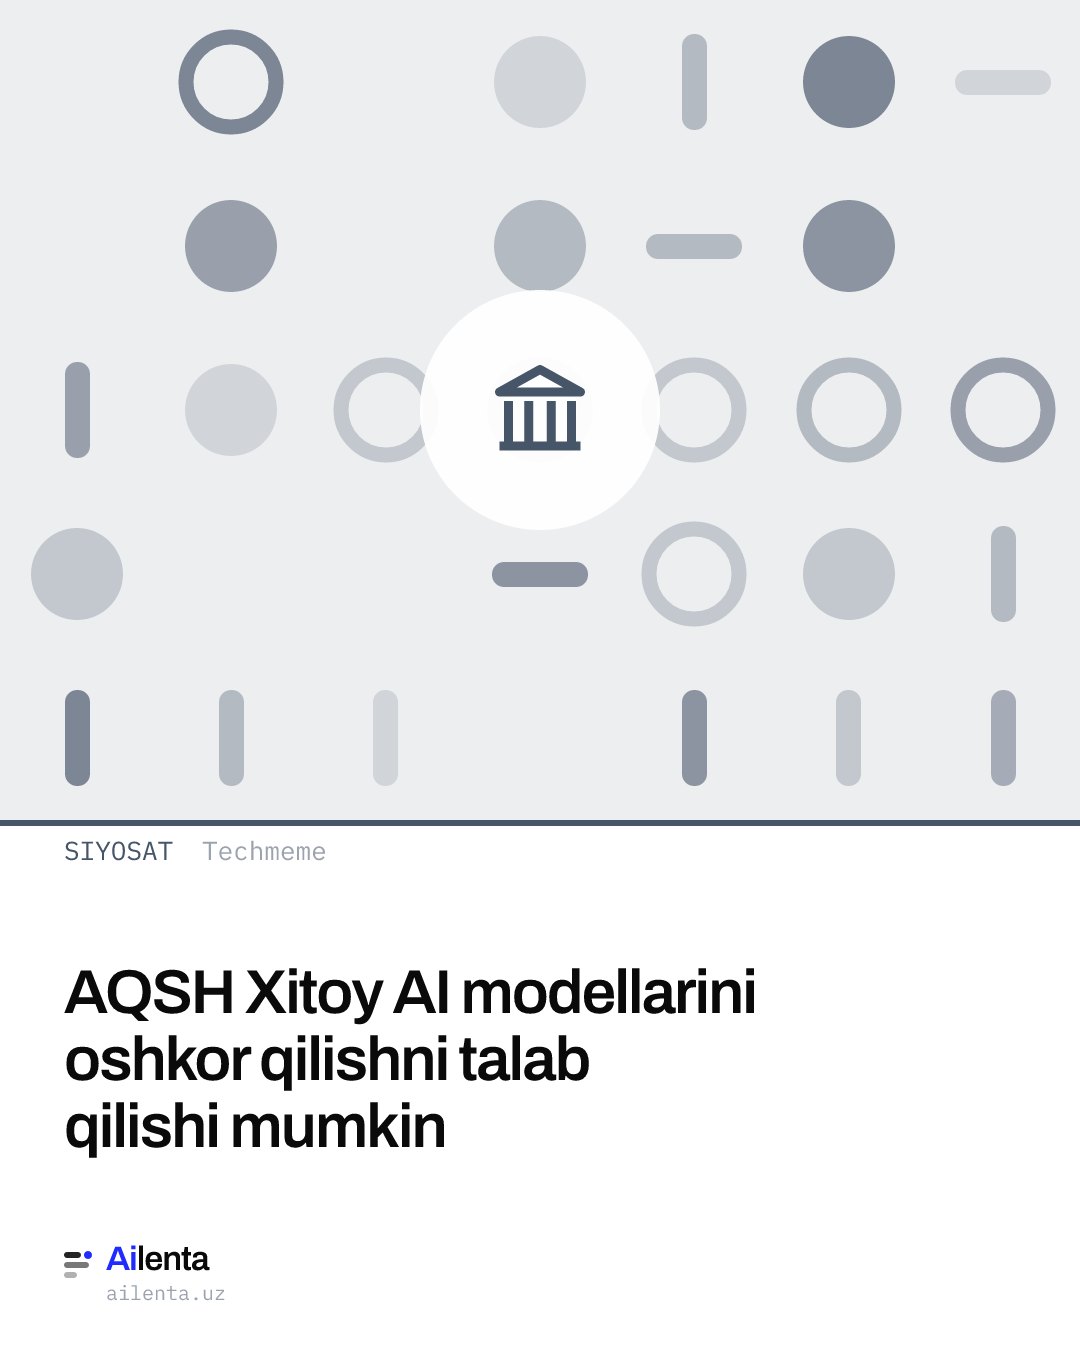 SIYOSAT Techmeme
AQSH Xitoy AI modellarini
oshkor qilishni talab
qilishi mumkin
Ailenta
ailenta.uz